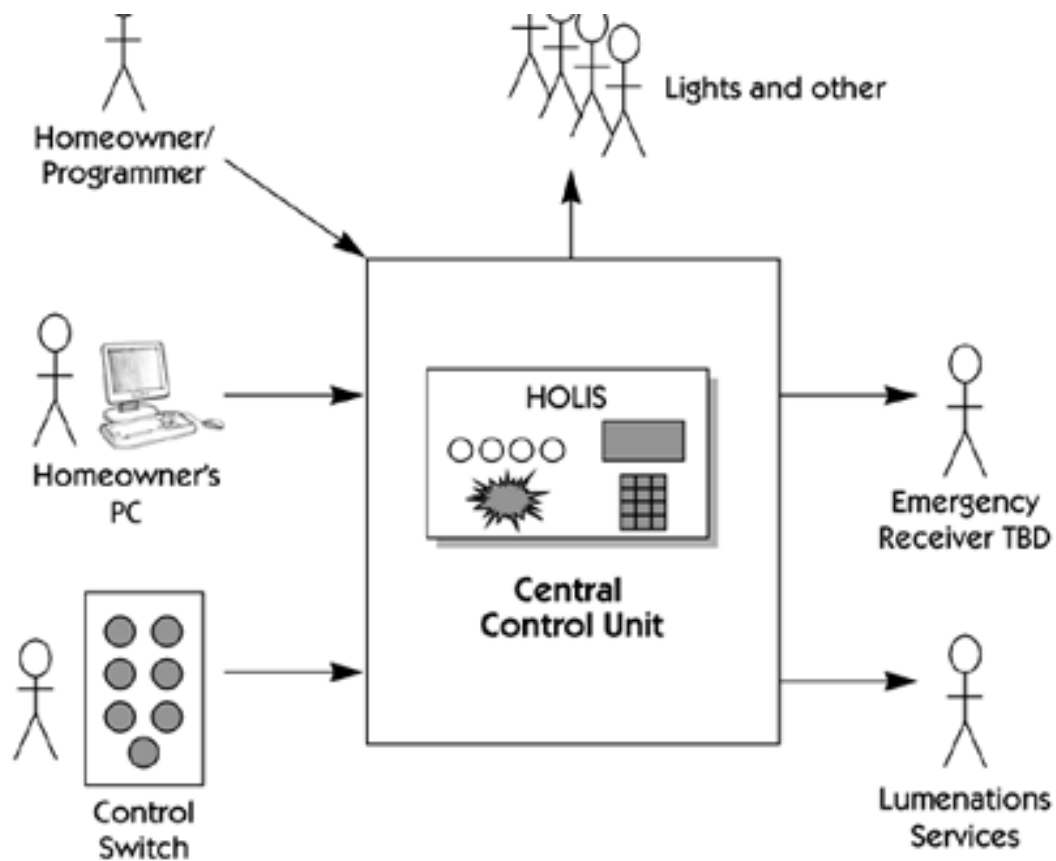 Lights and other
Homeowner/
Programmer
HOLIS
Homeowner's
PC
Emergency
Receiver TBD
Central
Control Unit
Control
Switch
Lumenations
Services